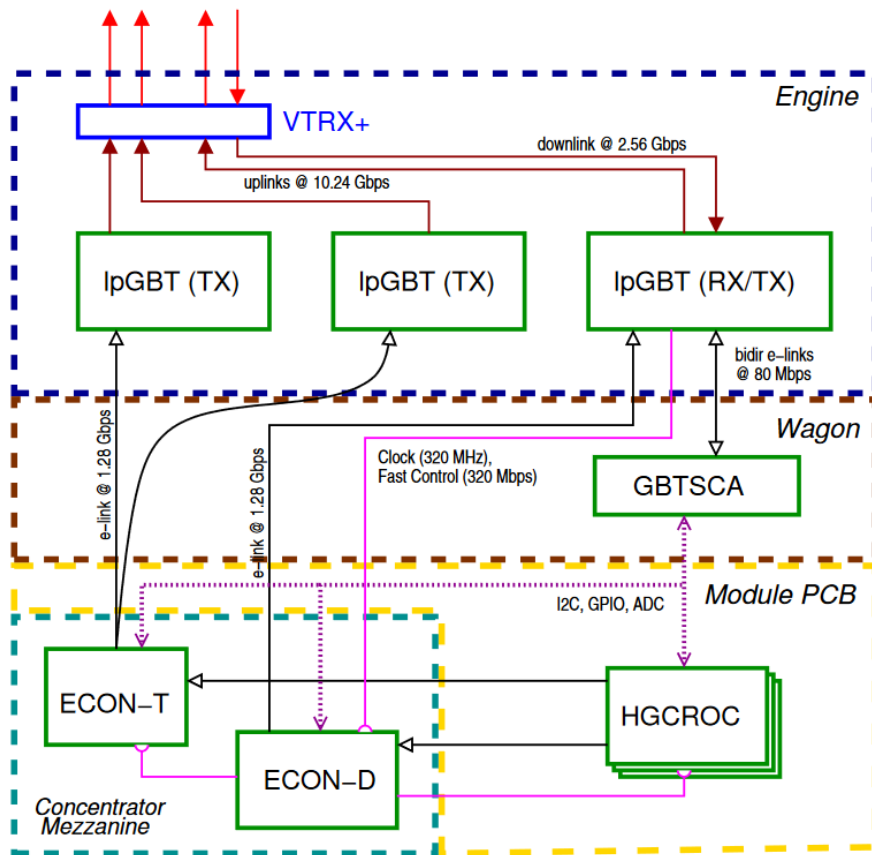 Engine
VTRX+
downlink @ 2.56 Gbps
uplinks @ 10.24 Gbps
lpGBT (TX)
lpGBT (TX)
lpGBT (RX/TX)
bidir e−links
@ 80 Mbps
Wagon
e−link @ 1.28 Gbps
Clock (320 MHz),
Fast Control (320 Mbps)
GBTSCA
e−link @ 1.28 Gbps
Module PCB
I2C, GPIO, ADC
ECON−T
HGCROC
ECON−D
Concentrator
Mezzanine